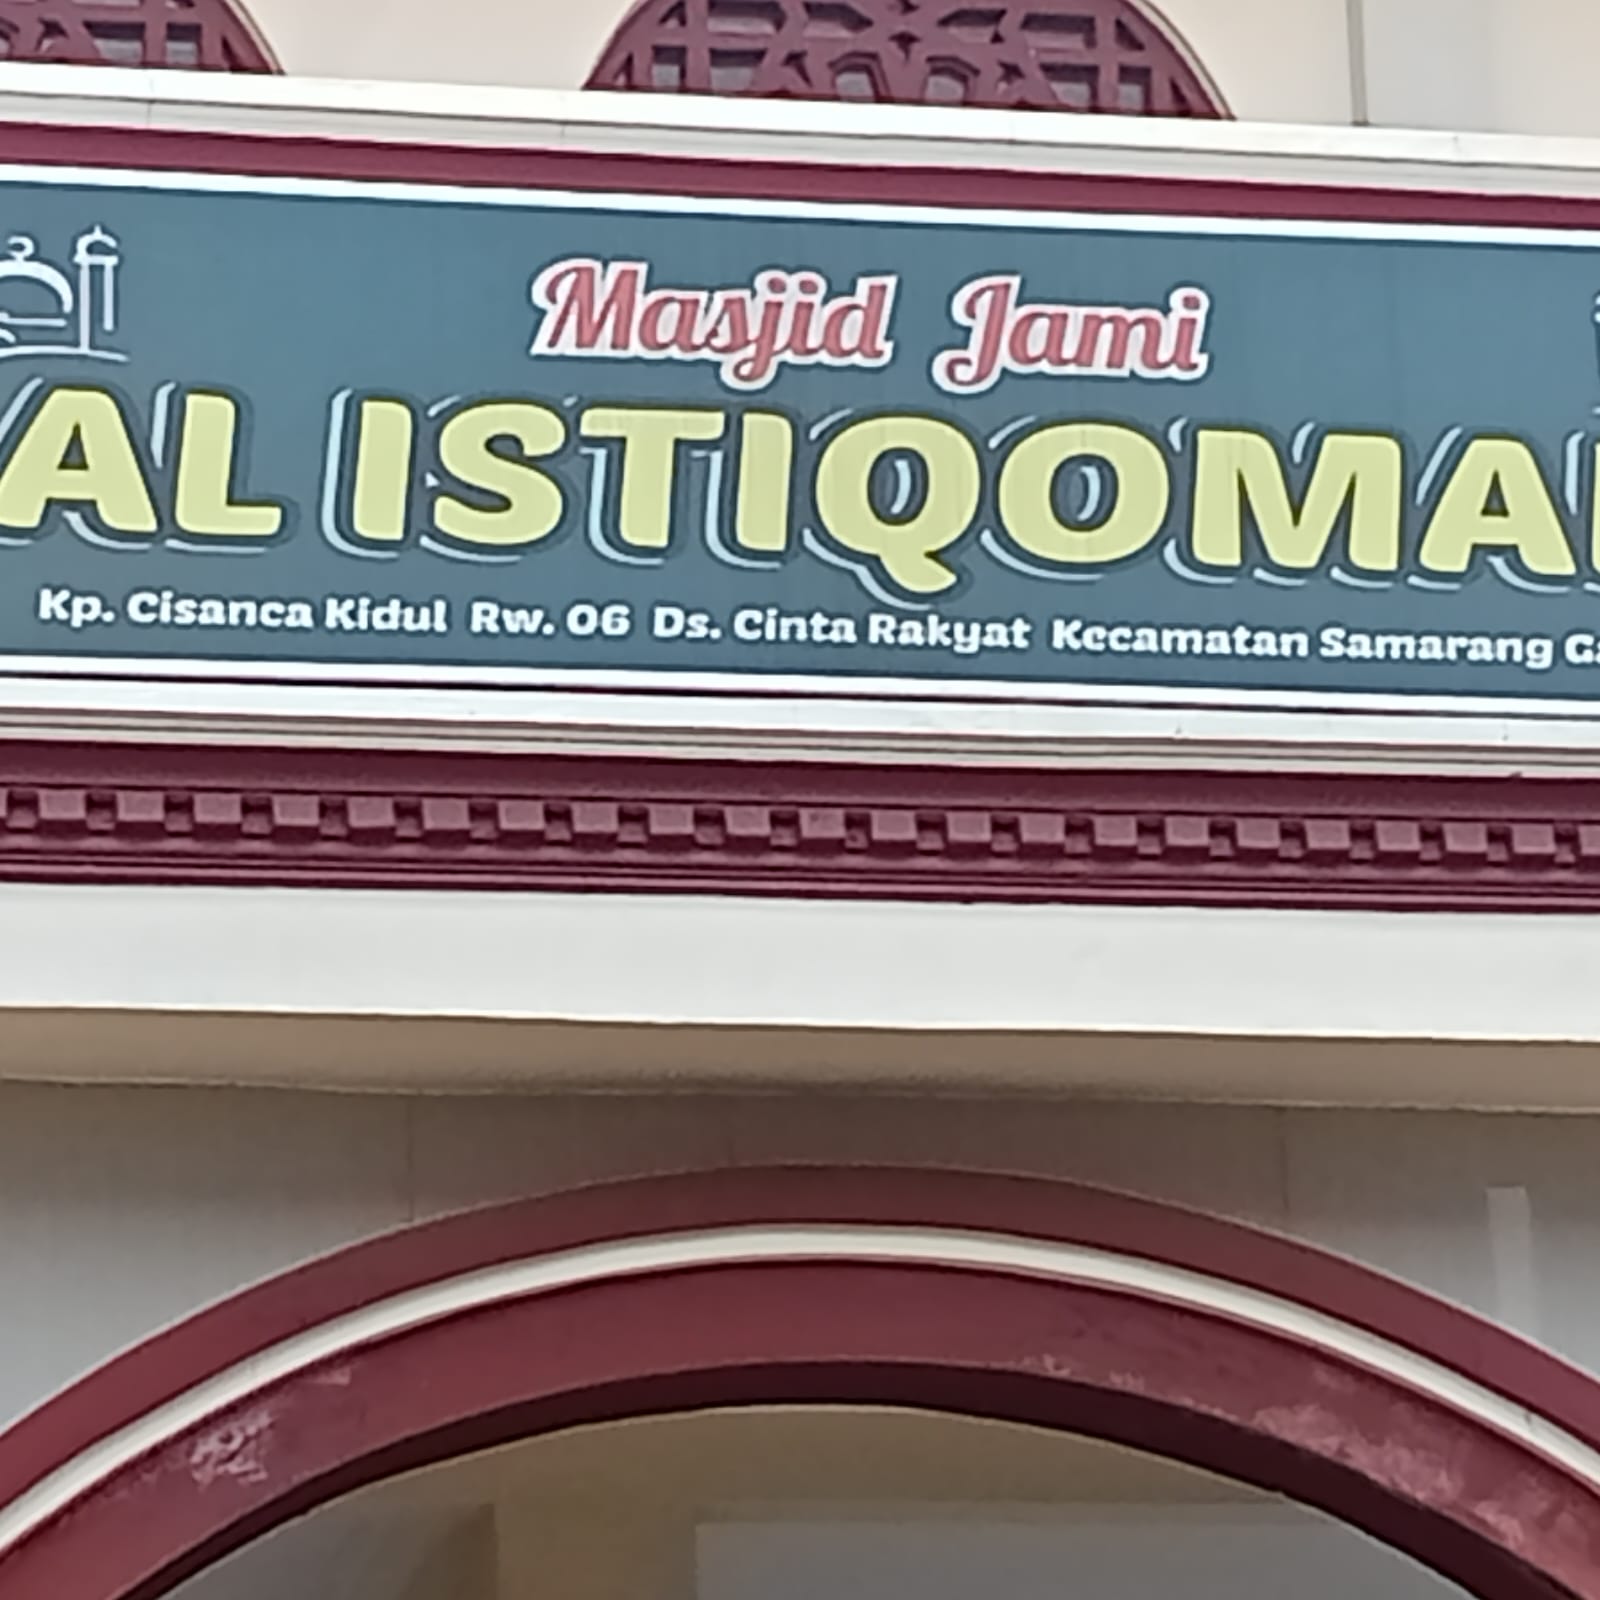 Masjid Jami
AL ISTIQOMA
Kp. Cisanca Kidul Rw. 06 Ds. Cinta Rakyat Kecamatan Samarang